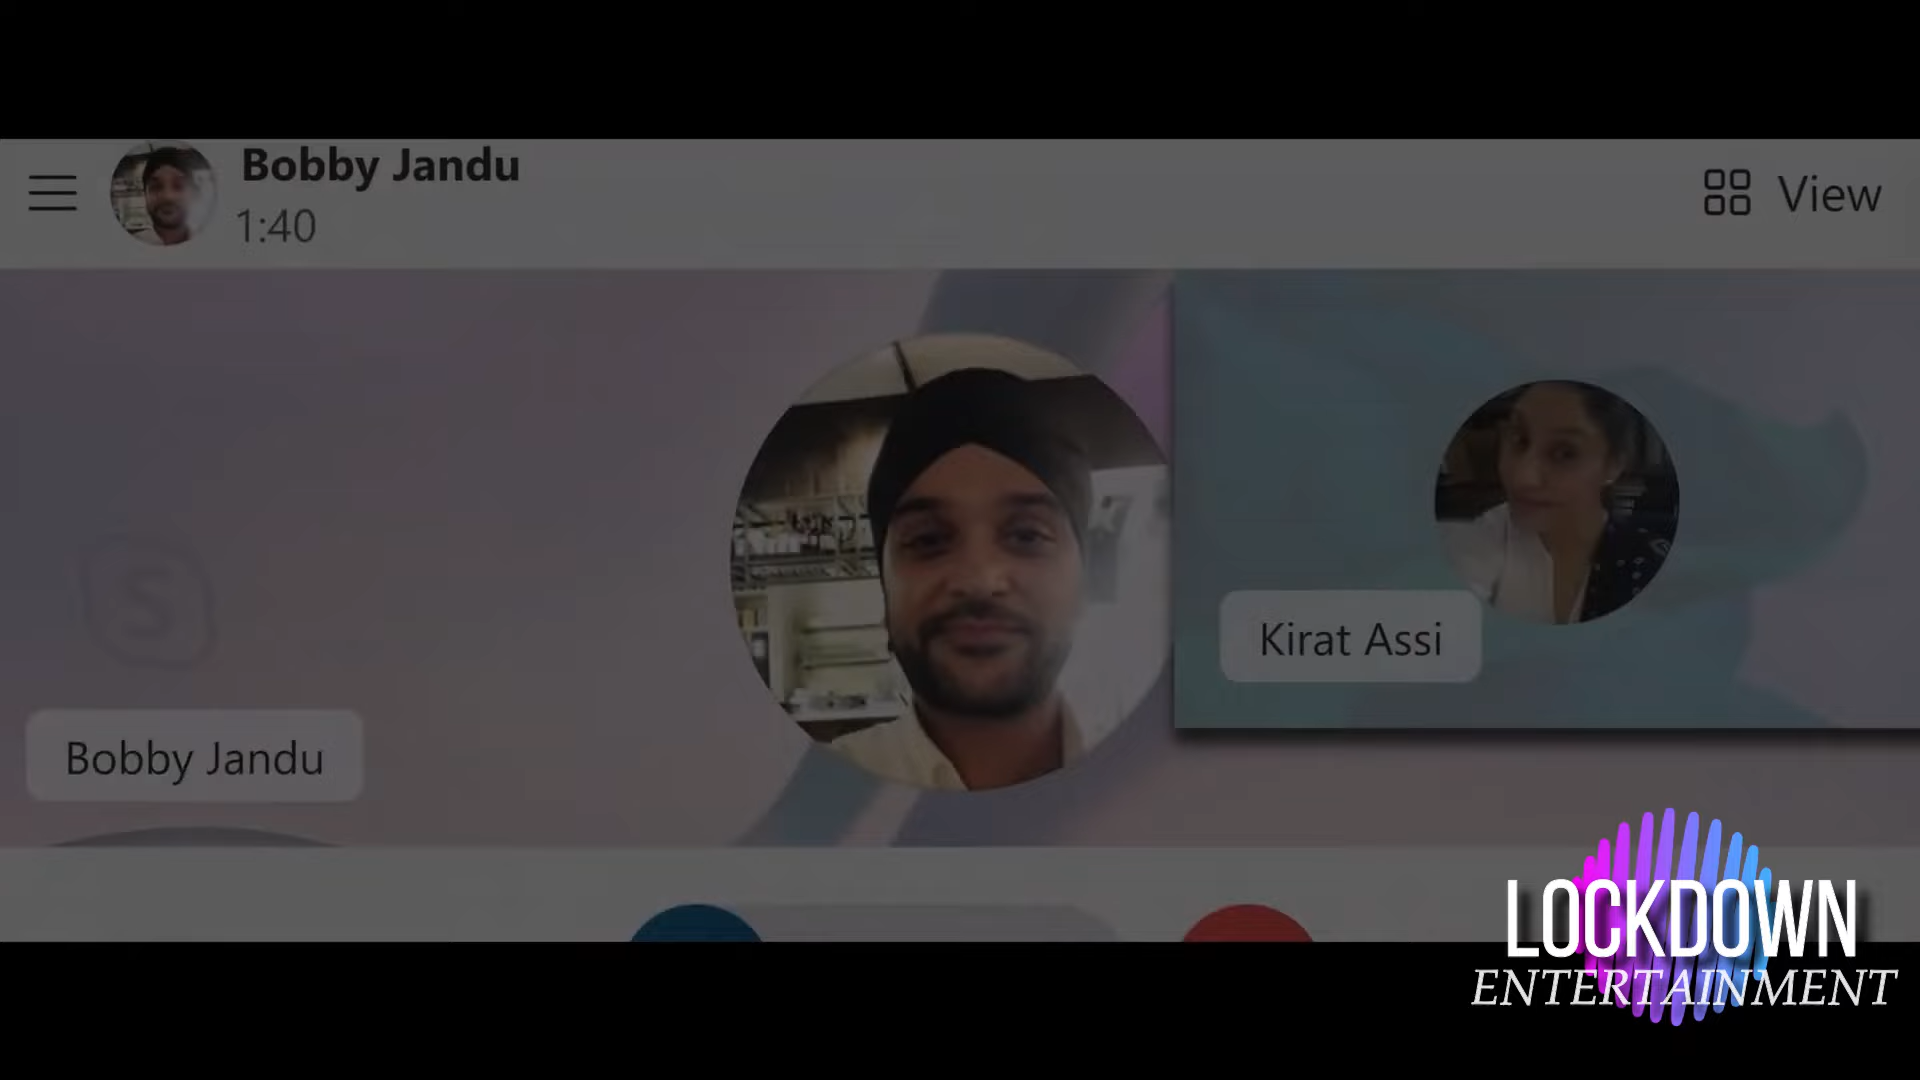 Bobby Jandu
1:40
View
S
Kirat Assi
Bobby Jandu
LOCKDOWN
ENTERTAINMENT